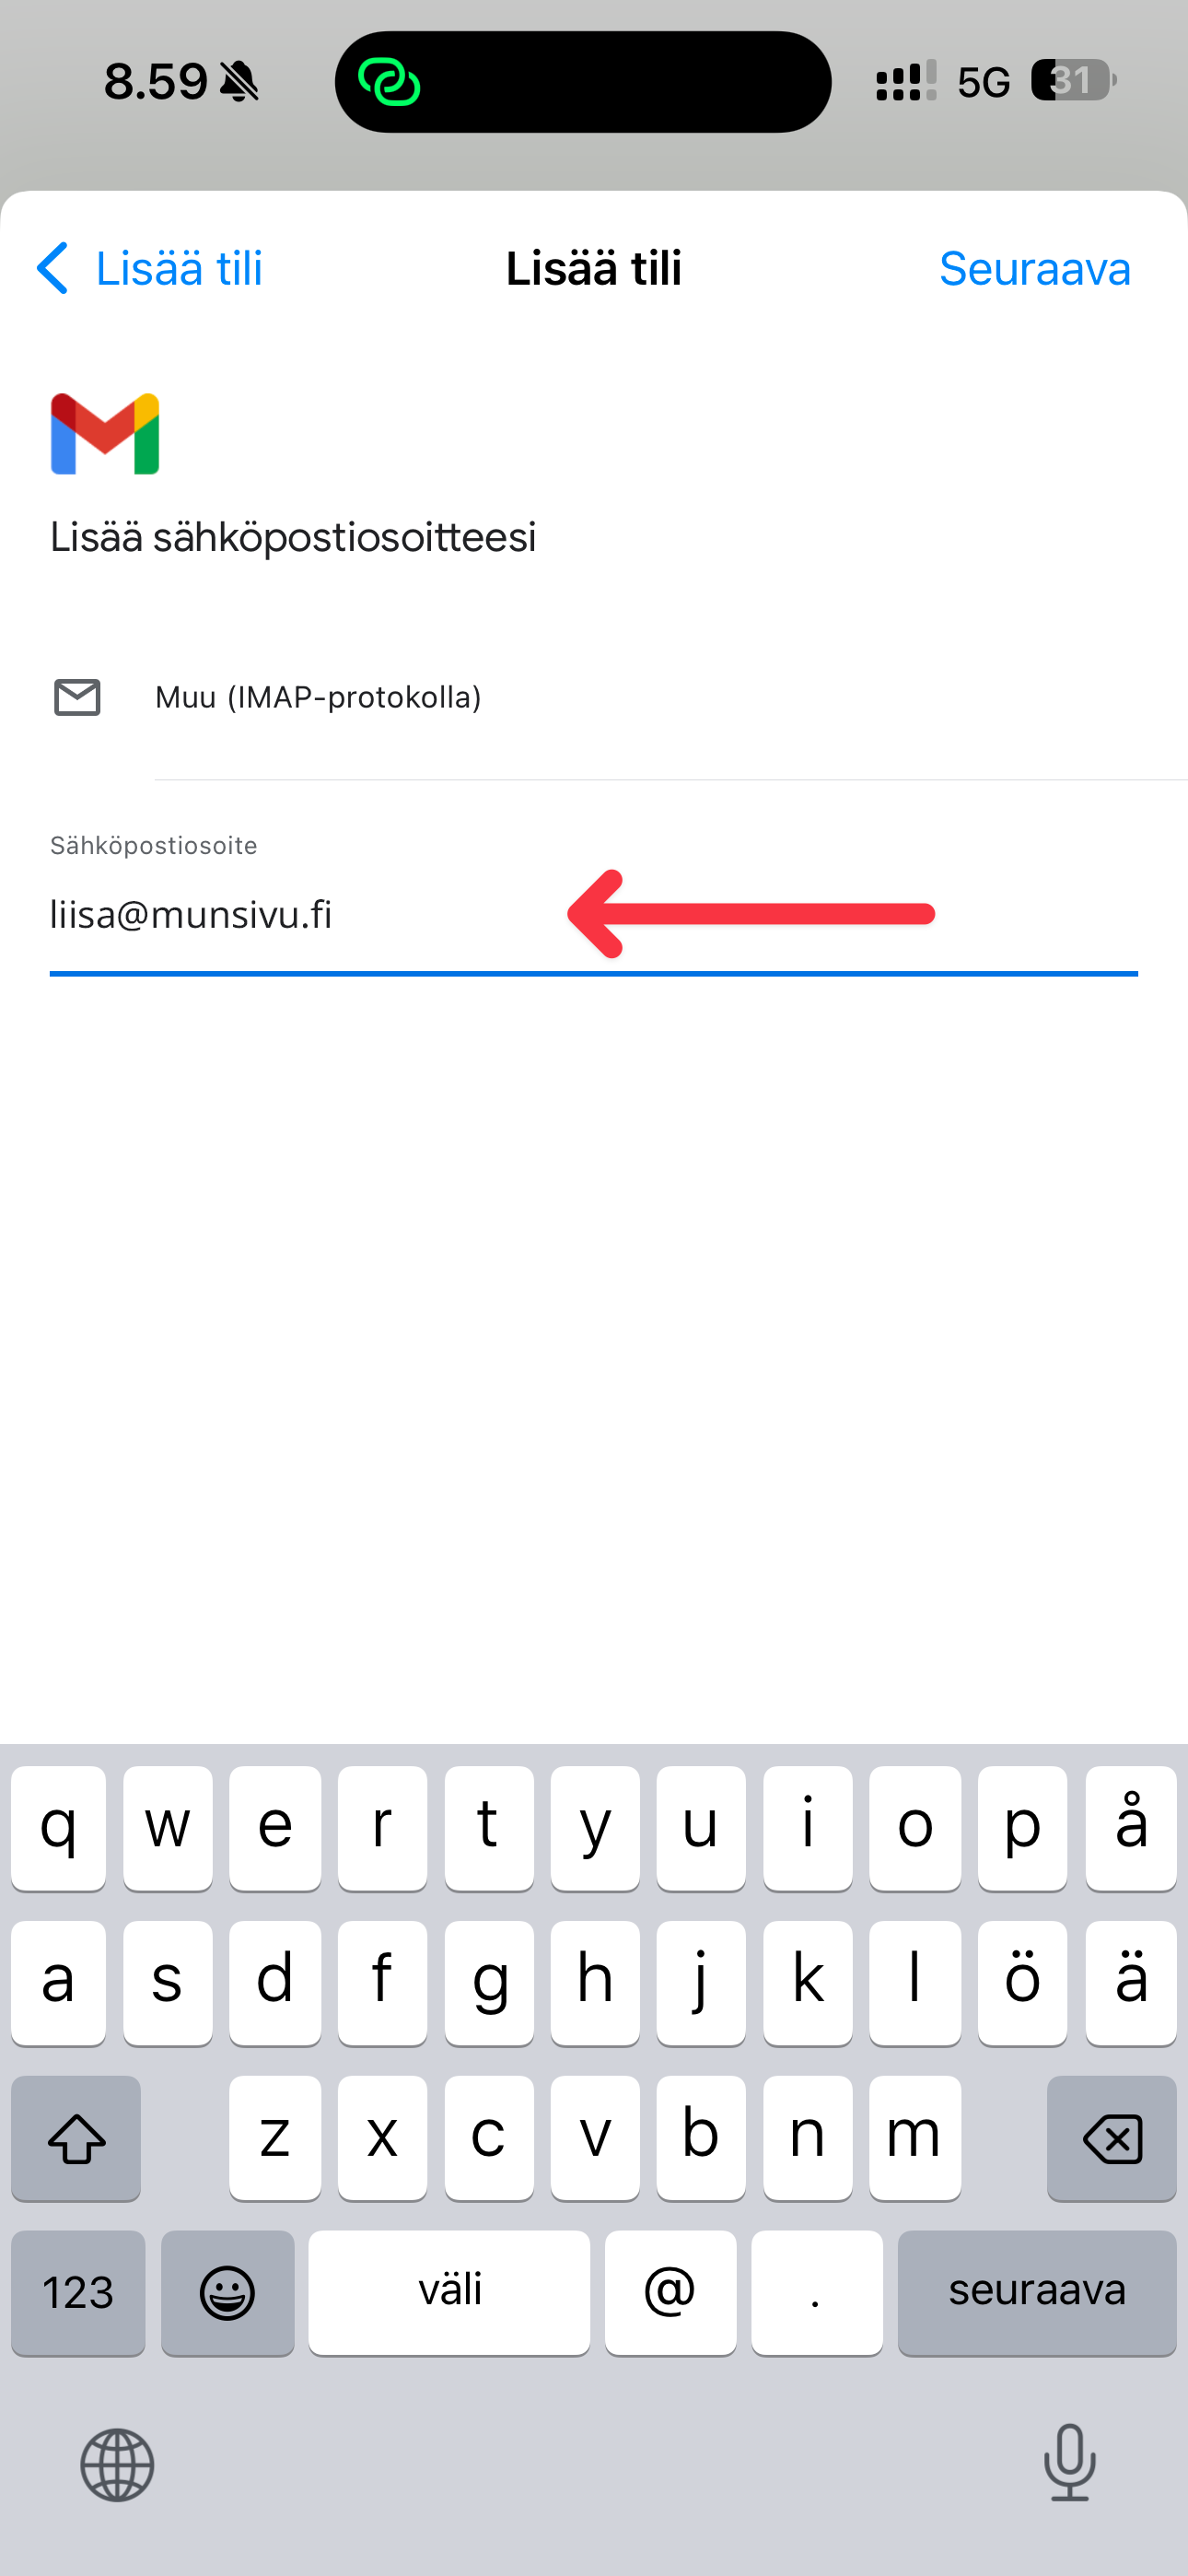 8.59
5G
31
Lisää tili
Lisää tili
Seuraava
Lisää sähköpostiosoitteesi
Muu (IMAP-protokolla)
Sähköpostiosoite
liisa@munsivu.fi
q w e r t y u i o p å
a s d f g h j k l ö ä
z x c v b n m
123
väli
@
.
seuraava